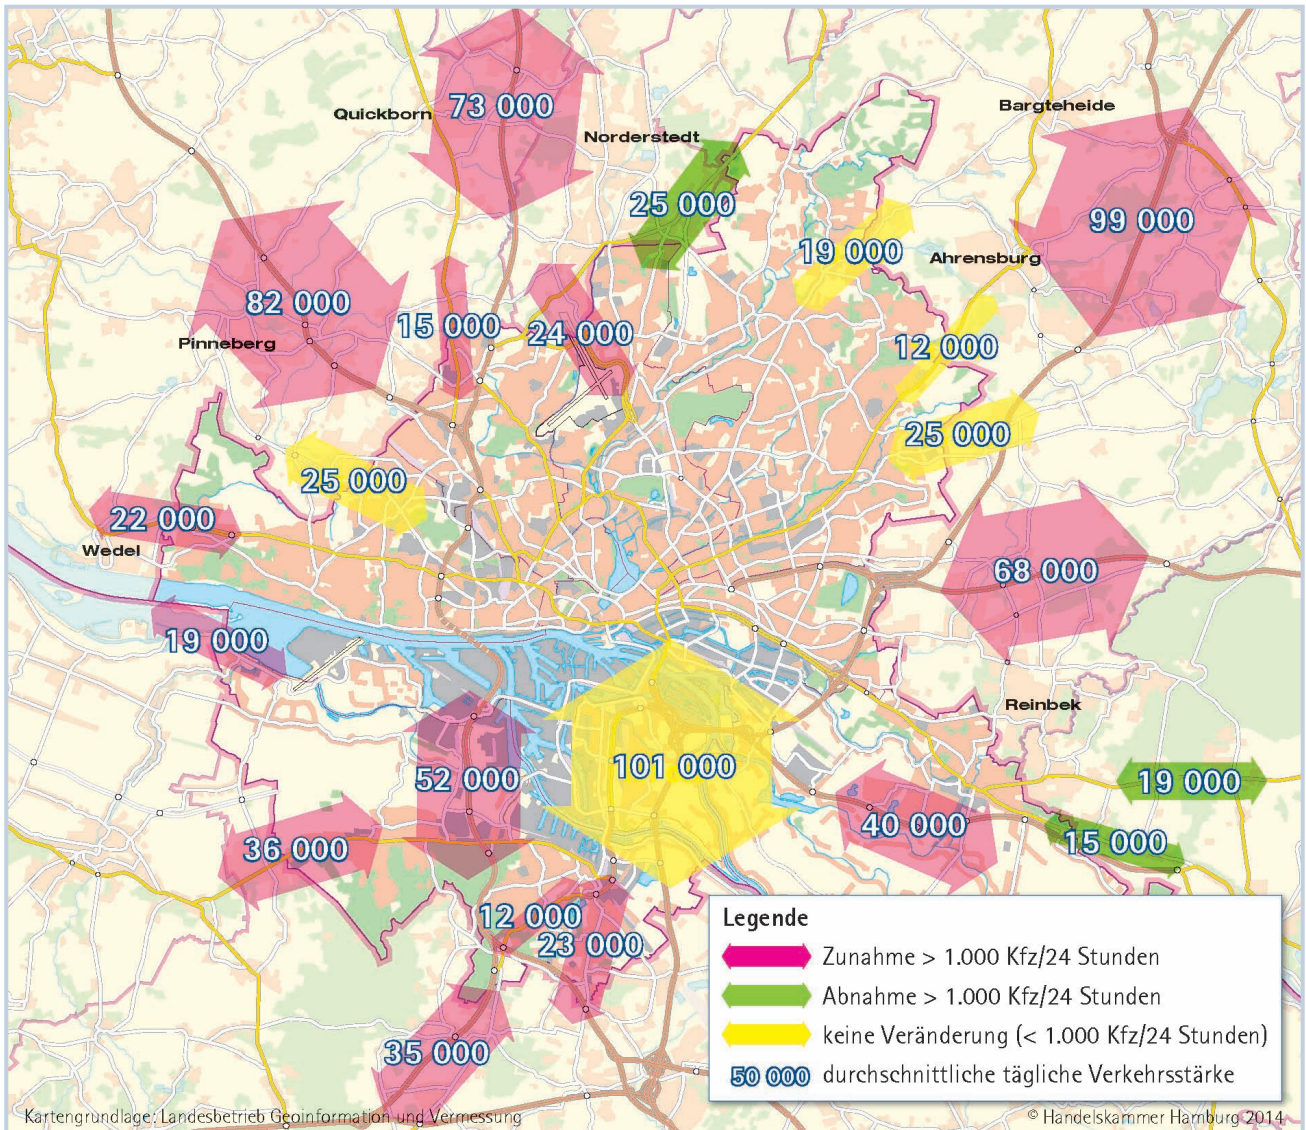 73 000
Quickborn
Bargteheide
Norderstedt
25 000
99 000
19 000
Ahrensburg
82 000
15 000
24 000
Pinneberg
12 000
25 000
25 000
22 000
Wedel
68 000
19 000
Reinbek
52 000
101 000
19 000
36 000
40 000
15 000
12 000
23 000
35 000
Legende
Zunahme > 1.000 Kfz/24 Stunden
Abnahme > 1.000 Kfz/24 Stunden
keine Veränderung (< 1.000 Kfz/24 Stunden)
50 000 durchschnittliche tägliche Verkehrsstärke
Kartengrundlage: Landesbetrieb Geoinformation und Vermessung
© Handelskammer Hamburg 2014